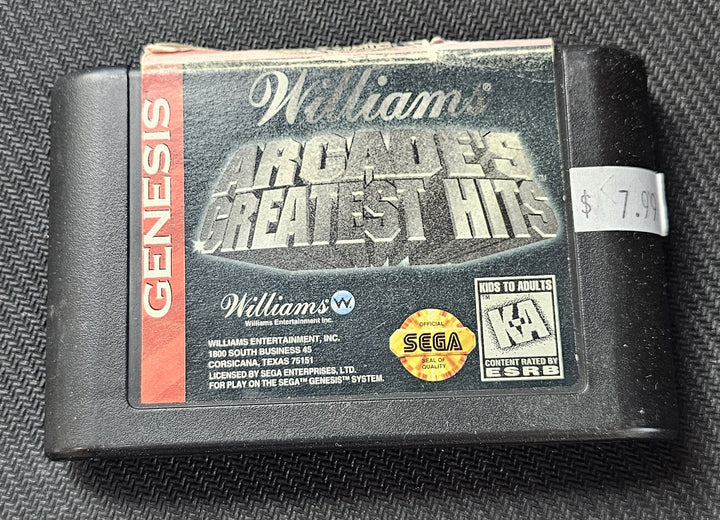 GENESIS
Williams®
ARCADE'S
GREATEST HITS™
$ 7.99
Williams W
Williams Entertainment Inc.
WILLIAMS ENTERTAINMENT, INC.
1800 SOUTH BUSINESS 45
CORSICANA, TEXAS 75151
LICENSED BY SEGA ENTERPRISES, LTD.
FOR PLAY ON THE SEGA™ GENESIS™ SYSTEM.
OFFICIAL
SEGA
SEAL OF
QUALITY
KIDS TO ADULTS
™
K-A
CONTENT RATED BY
ESRB